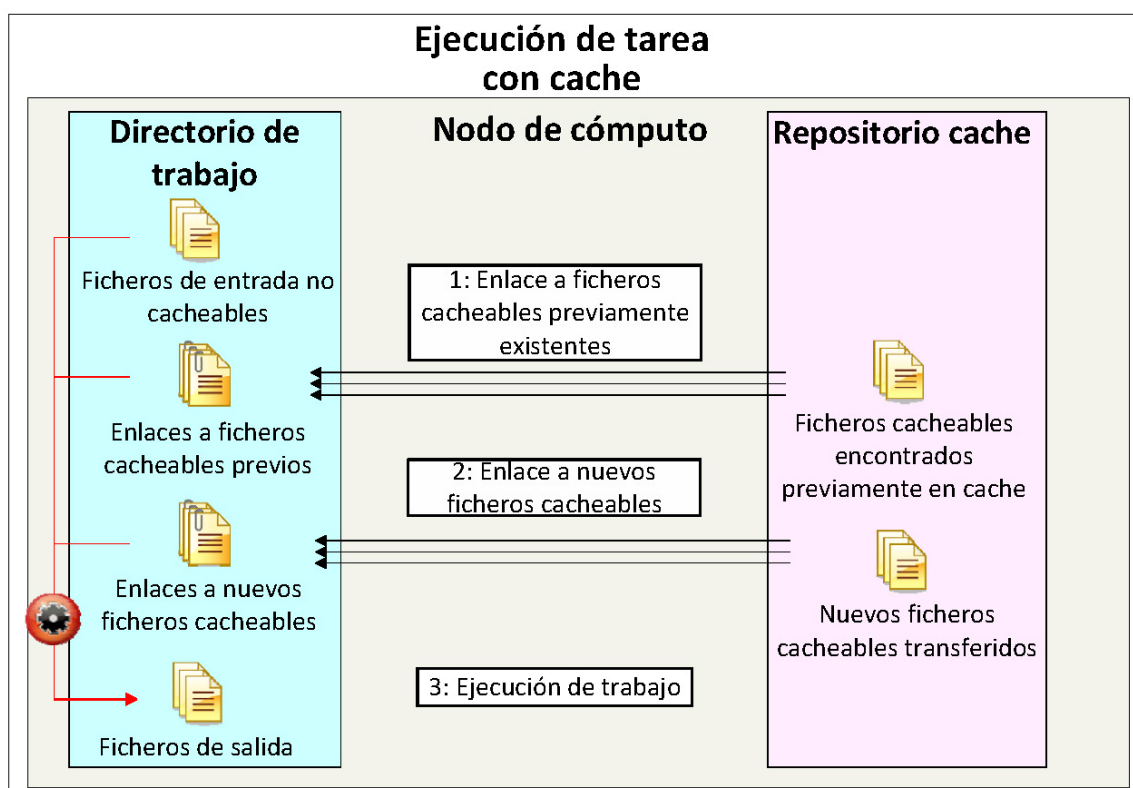 Ejecución de tarea
con cache
Directorio de
trabajo
Nodo de cómputo
Repositorio cache
Ficheros de entrada no
cacheables
1: Enlace a ficheros
cacheables previamente
existentes
Enlaces a ficheros
cacheables previos
Ficheros cacheables
encontrados
previamente en cache
2: Enlace a nuevos
ficheros cacheables
Enlaces a nuevos
ficheros cacheables
Nuevos ficheros
cacheables transferidos
3: Ejecución de trabajo
Ficheros de salida